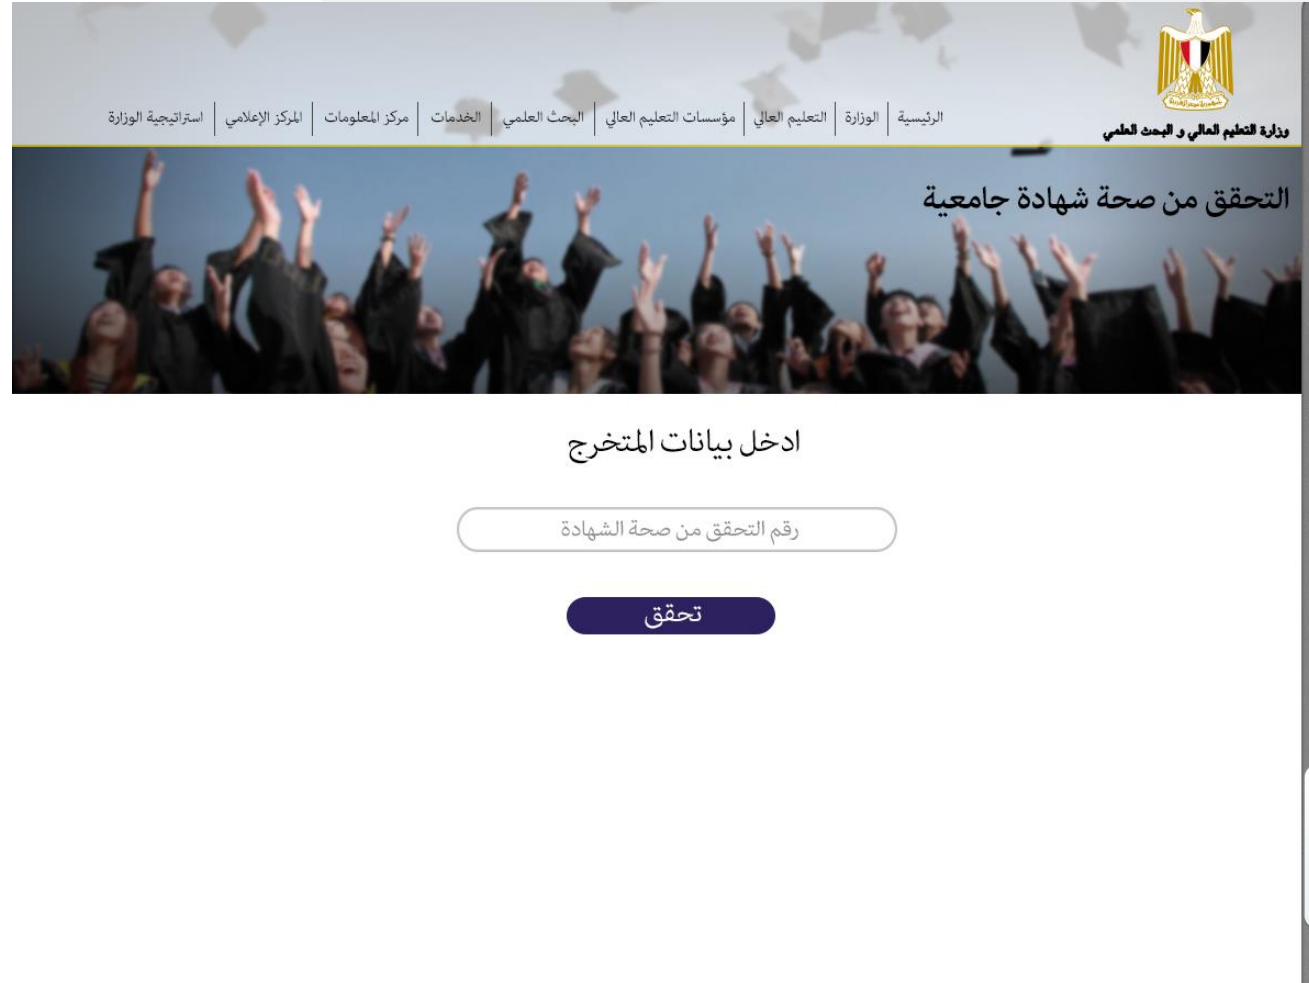 الرئيسية | الوزارة | التعليم العالي | مؤسسات التعليم العالي | البحث العلمي | الخدمات | مركز المعلومات | المركز الإعلامي | استراتيجية الوزارة
وزارة التعليم العالي و البحث العلمي
التحقق من صحة شهادة جامعية
ادخل بيانات المتخرج
رقم التحقق من صحة الشهادة
تحقق